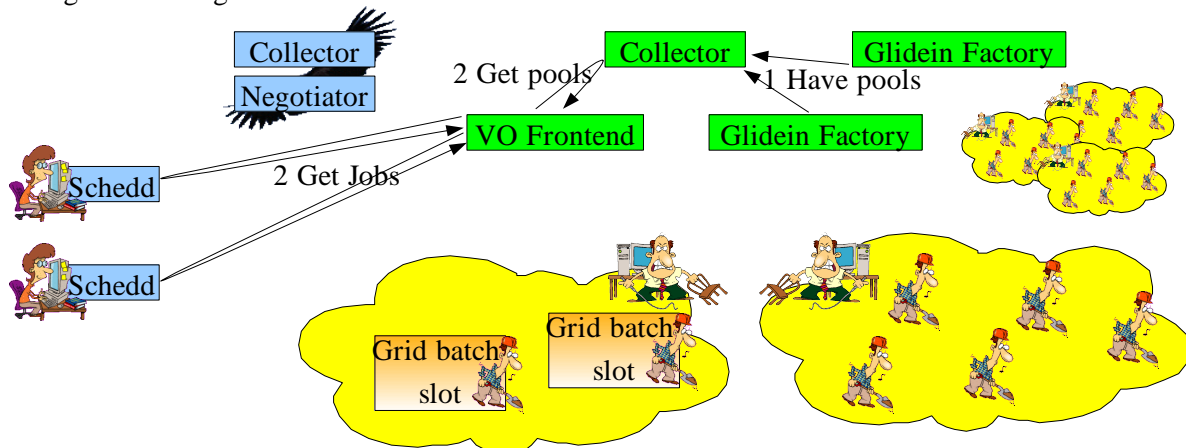 Collector
Negotiator
Collector
Glidein Factory
2 Get pools
1 Have pools
VO Frontend
Glidein Factory
2 Get Jobs
Schedd
Schedd
Grid batch
slot
Grid batch
slot